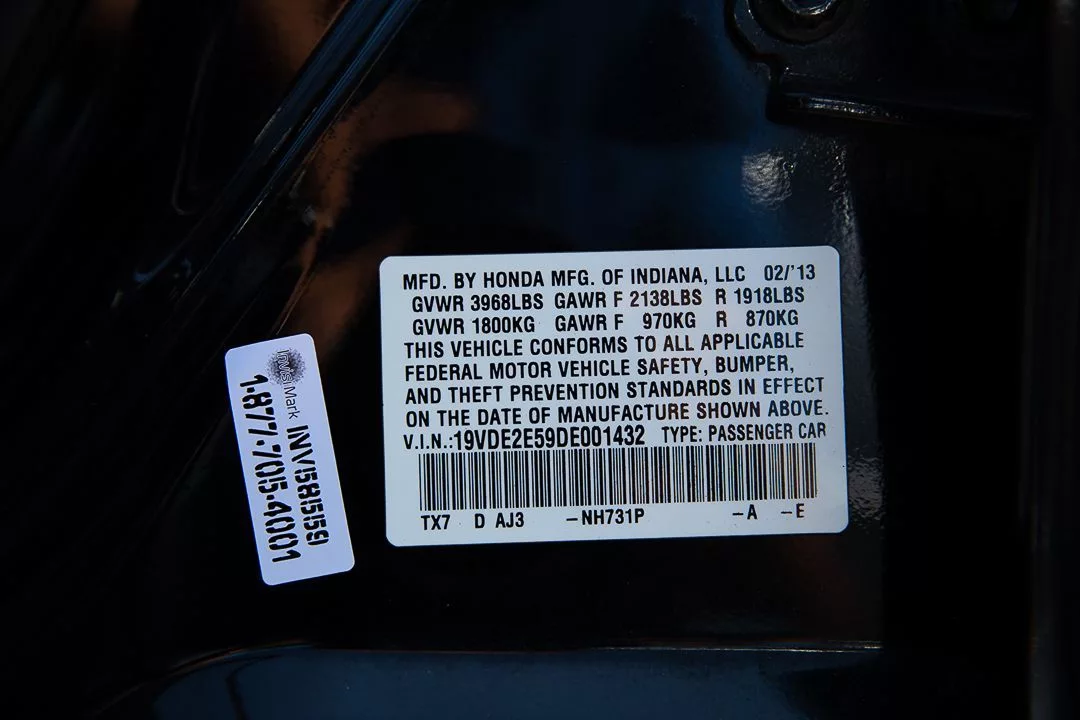 MFD. BY HONDA MFG. OF INDIANA, LLC 02/'13
GVWR 3968LBS GAWR F 2138LBS R 1918LBS
GVWR 1800KG GAWR F 970KG R 870KG
THIS VEHICLE CONFORMS TO ALL APPLICABLE
FEDERAL MOTOR VEHICLE SAFETY, BUMPER,
AND THEFT PREVENTION STANDARDS IN EFFECT
ON THE DATE OF MANUFACTURE SHOWN ABOVE.
V.I.N.:19VDE2E59DE001432 TYPE: PASSENGER CAR
TX7 D AJ3 –NH731P –A –E
InvisiMark
INV585559
1-877-705-4001